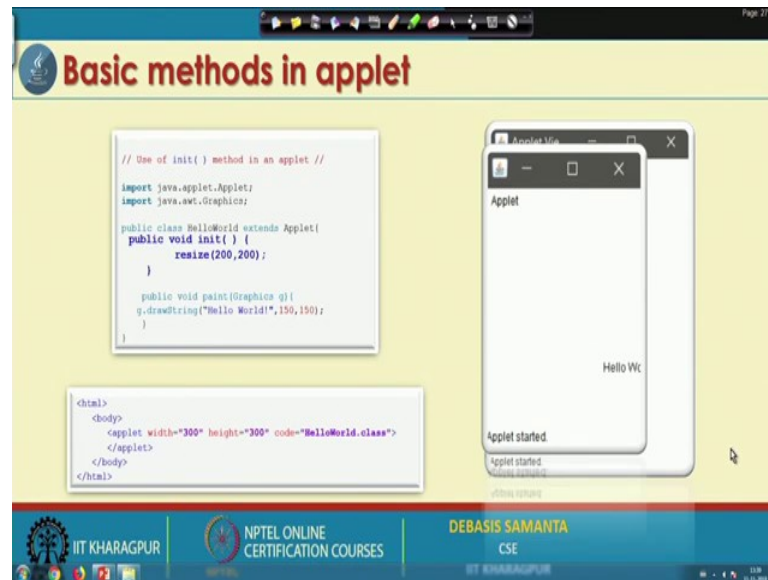 Page 27
Basic methods in applet
// Use of init( ) method in an applet //
import java.applet.Applet;
import java.awt.Graphics;
public class HelloWorld extends Applet{
public void init( ) {
resize(200,200);
}
public void paint(Graphics g){
g.drawString("Hello World!",150,150);
}
}
<html>
<body>
<applet width="300" height="300" code="HelloWorld.class">
</applet>
</body>
</html>
Applet Vie
Applet
Hello Wo
Applet started.
Applet started.
IIT KHARAGPUR
NPTEL ONLINE
CERTIFICATION COURSES
DEBASIS SAMANTA
CSE